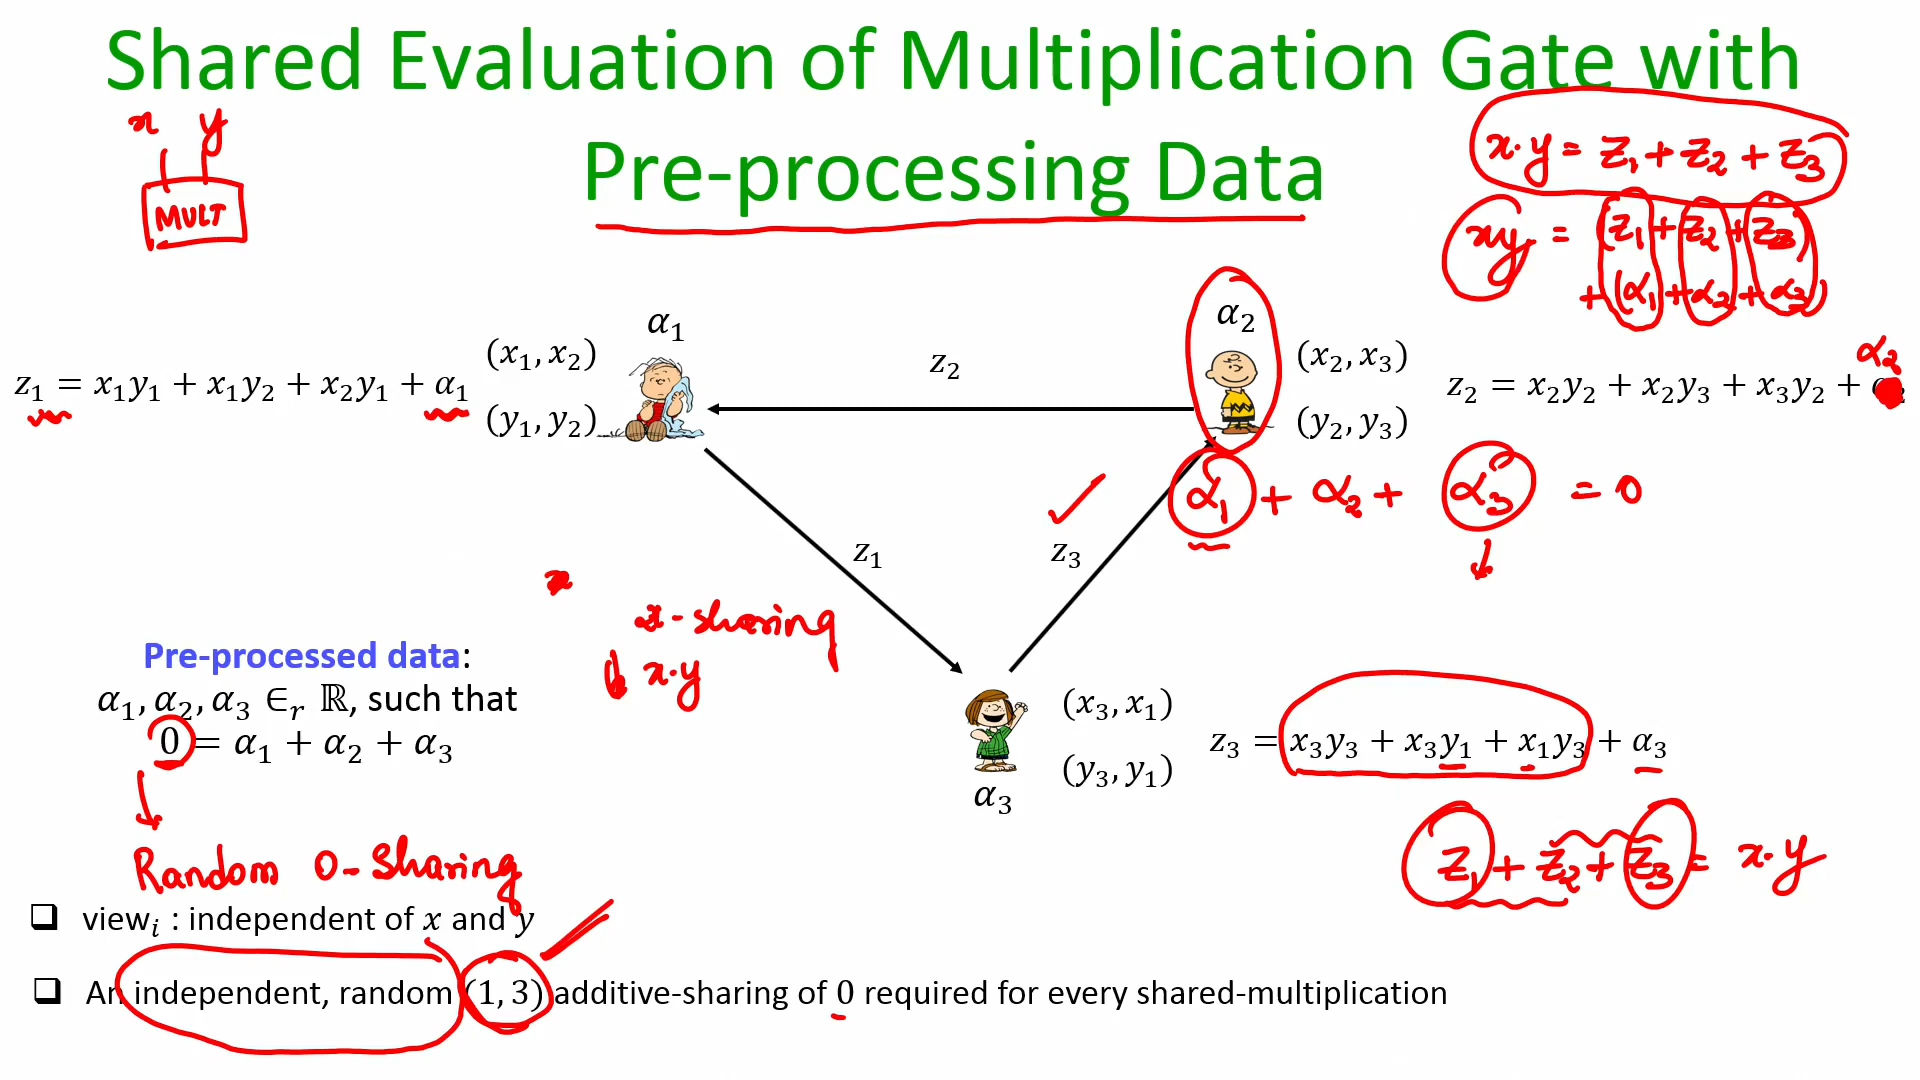 Shared Evaluation of Multiplication Gate with
Pre-processing Data
x y
MULT
x·y = z₁ + z₂ + z₃
xy = (z₁ + z₂ + z₃)
+ (α₁ + α₂ + α₃)
α₁
(x₁, x₂)
(y₁, y₂)
z₁ = x₁y₁ + x₁y₂ + x₂y₁ + α₁
z₂
α₂
(x₂, x₃)
(y₂, y₃)
z₂ = x₂y₂ + x₂y₃ + x₃y₂ +
α₂
α₁ + α₂ + α₃ = 0
z₁
z₃
-sharing
x·y
Pre-processed data:
α₁, α₂, α₃ ∈ᵣ ℝ, such that
0 = α₁ + α₂ + α₃
Random 0-Sharing
(x₃, x₁)
(y₃, y₁)
α₃
z₃ = x₃y₃ + x₃y₁ + x₁y₃ + α₃
z₁ + z₂ + z₃ = x·y
❑ viewᵢ : independent of x and y
❑ An independent, random (1, 3) additive-sharing of 0 required for every shared-multiplication